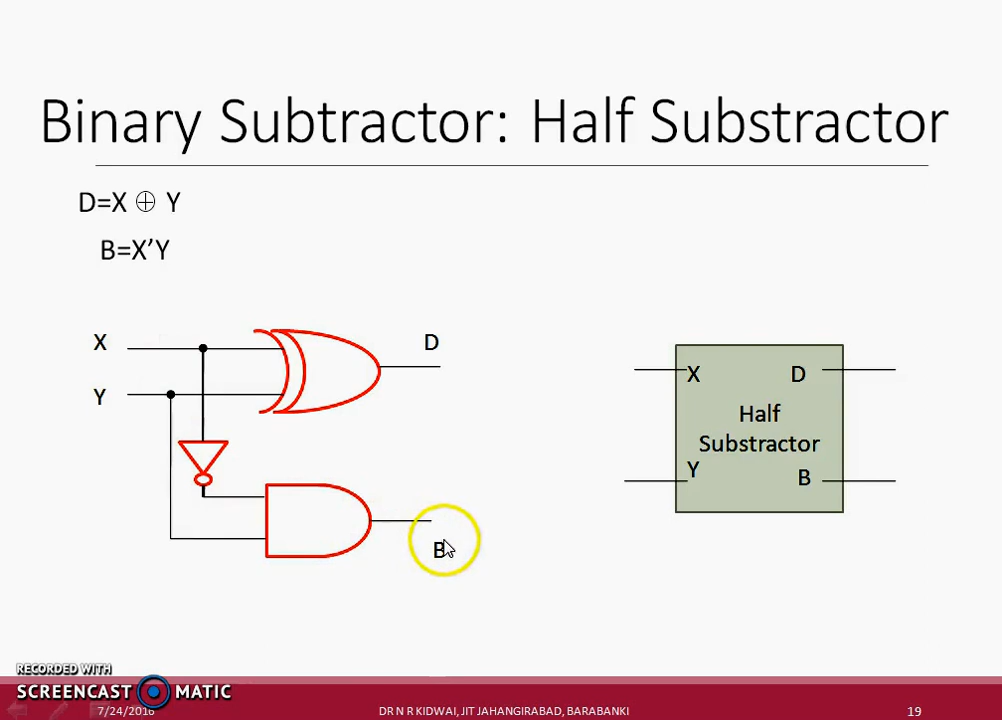 Binary Subtractor: Half Substractor
D=X ⊕ Y
B=X’Y
X
D
Y
B
X
D
Half
Substractor
Y
B
RECORDED WITH
SCREENCAST MATIC
7/24/2016
DR N R KIDWAI, JIT JAHANGIRABAD, BARABANKI
19